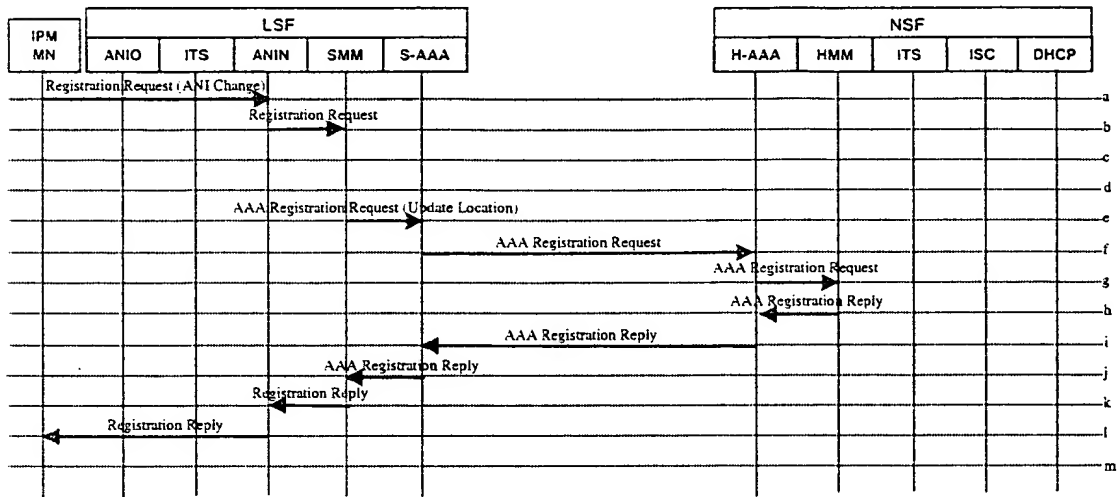 IPM
MN
LSF
NSF
ANIO ITS ANIN SMM S-AAA H-AAA HMM ITS ISC DHCP
Registration Request (ANI Change)
a
Registration Request
b
c
d
AAA Registration Request (Update Location)
e
AAA Registration Request
f
AAA Registration Request
g
AAA Registration Reply
h
AAA Registration Reply
i
AAA Registration Reply
j
Registration Reply
k
Registration Reply
l
m